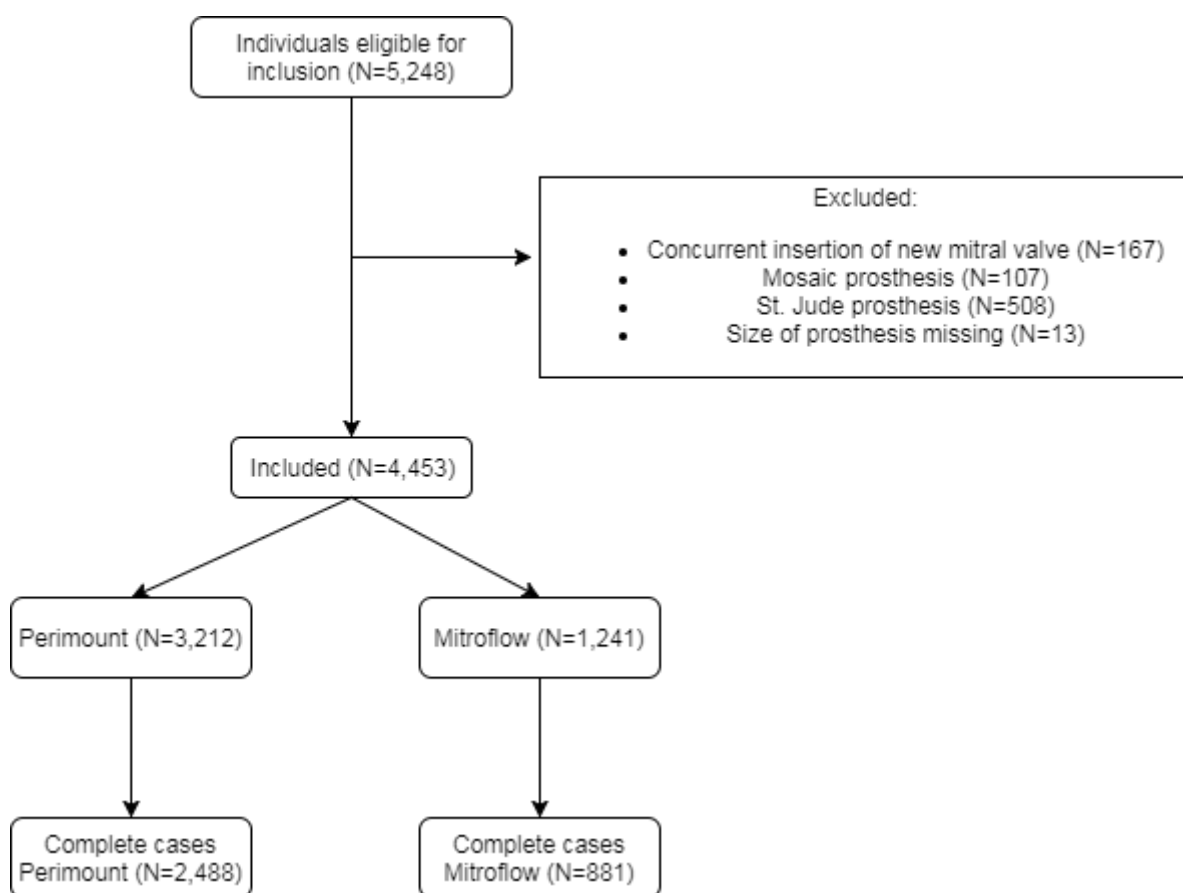 Individuals eligible for
inclusion (N=5,248)
Excluded:
• Concurrent insertion of new mitral valve (N=167)
• Mosaic prosthesis (N=107)
• St. Jude prosthesis (N=508)
• Size of prosthesis missing (N=13)
Included (N=4,453)
Perimount (N=3,212)
Mitroflow (N=1,241)
Complete cases
Perimount (N=2,488)
Complete cases
Mitroflow (N=881)